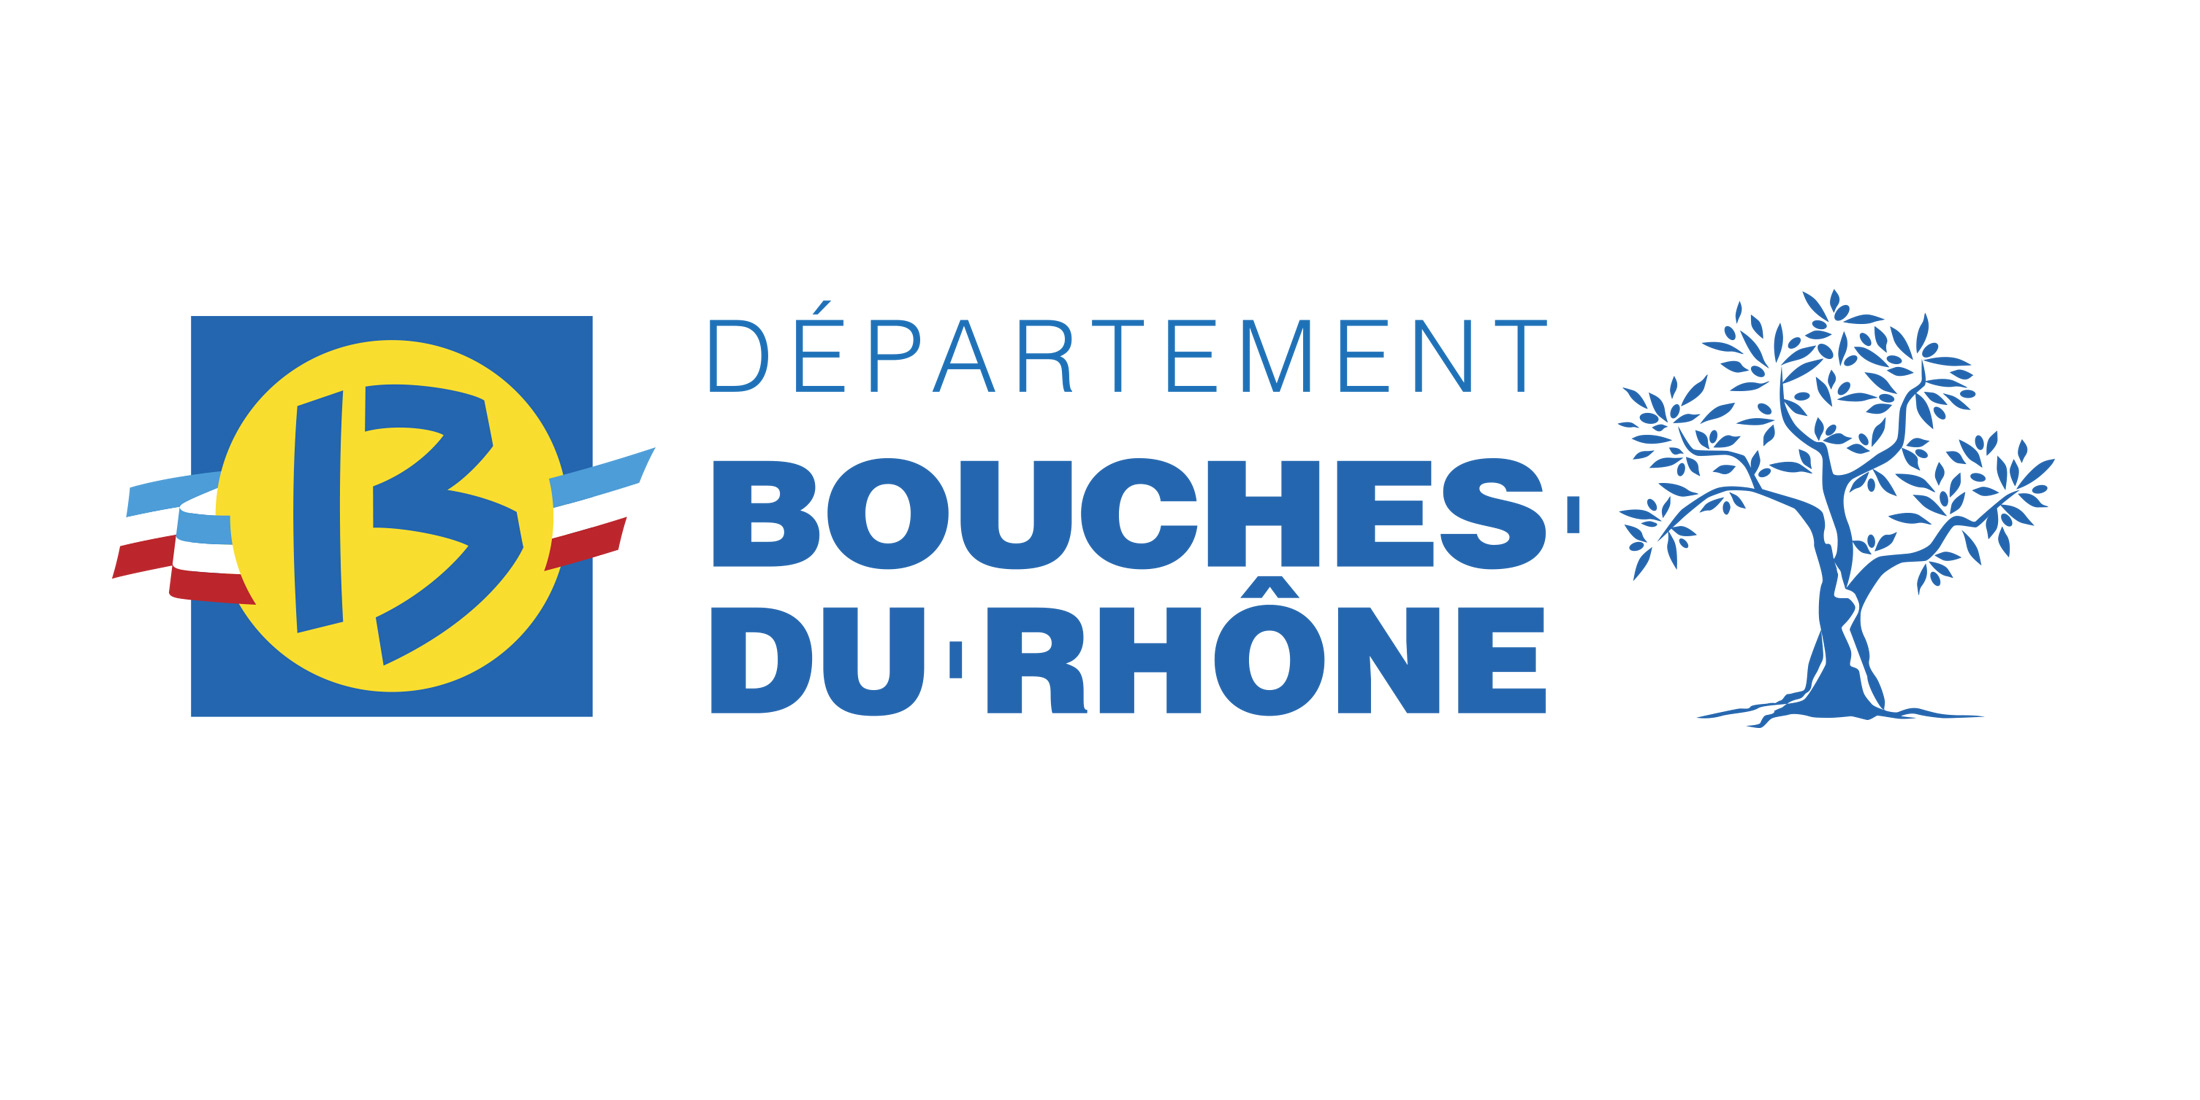 13
DÉPARTEMENT
BOUCHES-
DU-RHÔNE